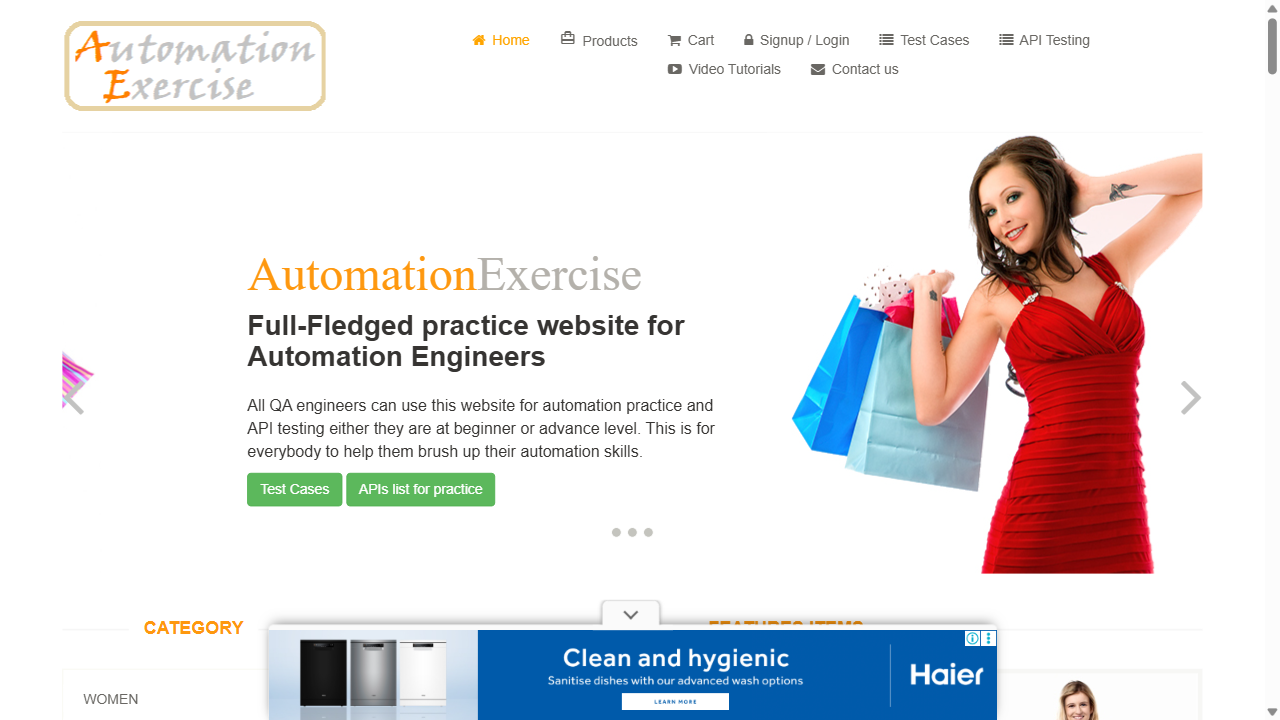 Automation
Exercise
Home
Products
Cart
Signup / Login
Test Cases
API Testing
Video Tutorials
Contact us
AutomationExercise
Full-Fledged practice website for
Automation Engineers
All QA engineers can use this website for automation practice and
API testing either they are at beginner or advance level. This is for
everybody to help them brush up their automation skills.
Test Cases
APIs list for practice
CATEGORY
FEATURES ITEMS
WOMEN
Clean and hygienic
Sanitise dishes with our advanced wash options
LEARN MORE
Haier